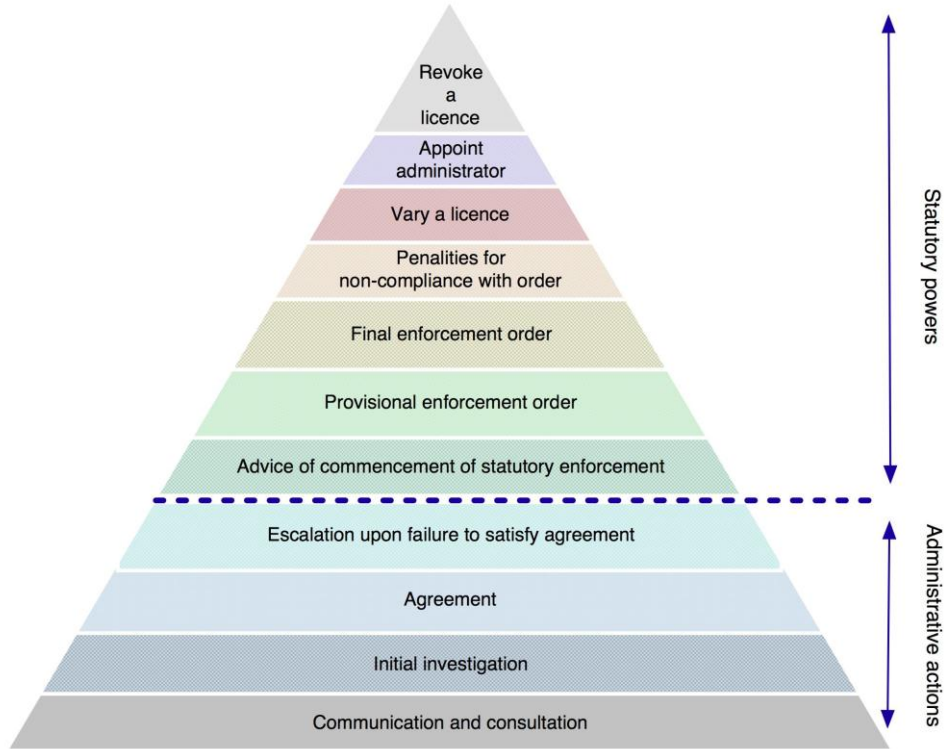 Revoke
a
licence
Appoint
administrator
Vary a licence
Penalities for
non-compliance with order
Final enforcement order
Provisional enforcement order
Advice of commencement of statutory enforcement
Escalation upon failure to satisfy agreement
Agreement
Initial investigation
Communication and consultation
Statutory powers
Administrative actions